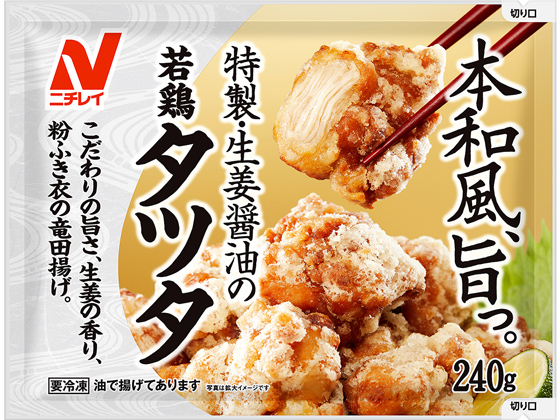 切り口
ニチレイ
本和風、旨っ。
特製・生姜醤油の
若鶏タツタ
こだわりの旨さ、生姜の香り、
粉ふき衣の竜田揚げ。
要冷凍 油で揚げてあります 写真は拡大イメージです
240g
切り口